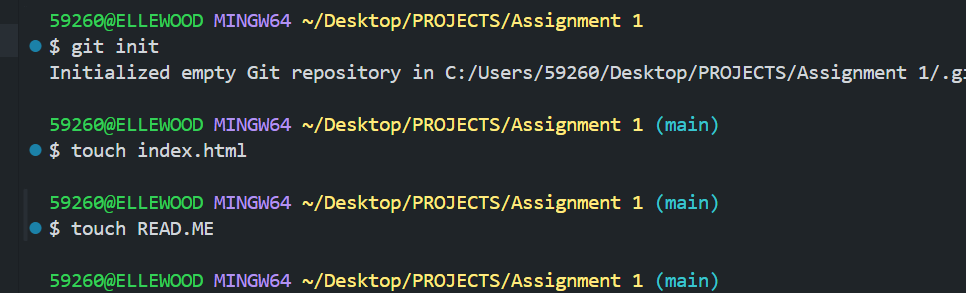 59260@ELLEWOOD MINGW64 ~/Desktop/PROJECTS/Assignment 1
$ git init
Initialized empty Git repository in C:/Users/59260/Desktop/PROJECTS/Assignment 1/.gi
59260@ELLEWOOD MINGW64 ~/Desktop/PROJECTS/Assignment 1 (main)
$ touch index.html
59260@ELLEWOOD MINGW64 ~/Desktop/PROJECTS/Assignment 1 (main)
$ touch READ.ME
59260@ELLEWOOD MINGW64 ~/Desktop/PROJECTS/Assignment 1 (main)